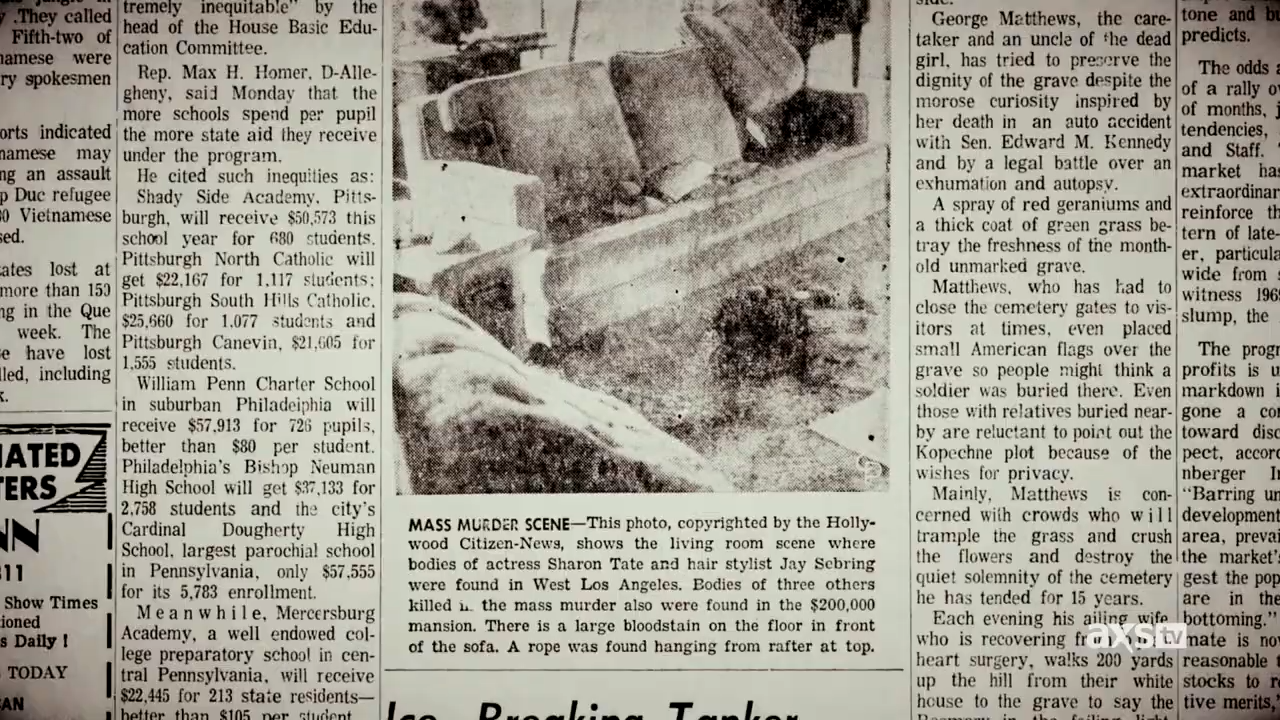 .They called
Fifth-two of
namese were
ry spokesmen
orts indicated
namese may
ng an assault
p Duc refugee
30 Vietnamese
sed.
ates lost at
more than 150
ng in the Que
week. The
e have lost
lled, including
k.
IATED
TERS
NN
311
Show Times
tioned
s Daily !
TODAY
CAN
tremely inequitable" by the
head of the House Basic Edu-
cation Committee.
Rep. Max H. Homer, D-Alle-
gheny, said Monday that the
more schools spend per pupil
the more state aid they receive
under the program.
He cited such inequities as:
Shady Side Academy, Pitts-
burgh, will receive $50,573 this
school year for 680 students.
Pittsburgh North Catholic will
get $22,167 for 1,117 students;
Pittsburgh South Hills Catholic,
$25,660 for 1,077 students and
Pittsburgh Canevin, $21,605 for
1,555 students.
William Penn Charter School
in suburban Philadelphia will
receive $57,913 for 726 pupils,
better than $80 per student.
Philadelphia's Bishop Neuman
High School will get $37,133 for
2,758 students and the city's
Cardinal Dougherty High
School, largest parochial school
in Pennsylvania, only $57,555
for its 5,783 enrollment.
Meanwhile, Mercersburg
Academy, a well endowed col-
lege preparatory school in cen-
tral Pennsylvania, will receive
$22,445 for 213 state residents—
better than $105 per student.
MASS MURDER SCENE—This photo, copyrighted by the Holly-
wood Citizen-News, shows the living room scene where
bodies of actress Sharon Tate and hair stylist Jay Sebring
were found in West Los Angeles. Bodies of three others
killed in the mass murder also were found in the $200,000
mansion. There is a large bloodstain on the floor in front
of the sofa. A rope was found hanging from rafter at top.
Ice Breaking Tanker
side.
George Matthews, the care-
taker and an uncle of the dead
girl, has tried to preserve the
dignity of the grave despite the
morose curiosity inspired by
her death in an auto accident
with Sen. Edward M. Kennedy
and by a legal battle over an
exhumation and autopsy.
A spray of red geraniums and
a thick coat of green grass be-
tray the freshness of the month-
old unmarked grave.
Matthews, who has had to
close the cemetery gates to vis-
itors at times, even placed
small American flags over the
grave so people might think a
soldier was buried there. Even
those with relatives buried near-
by are reluctant to point out the
Kopechne plot because of the
wishes for privacy.
Mainly, Matthews is con-
cerned with crowds who will
trample the grass and crush
the flowers and destroy the
quiet solemnity of the cemetery
he has tended for 15 years.
Each evening his ailing wife,
who is recovering
heart surgery, walks 200 yards
up the hill from their white
house to the grave to say the
tone and b
predicts.
The odds a
of a rally ov
of months,
tendencies,
and Staff.
market has
extraordinar
reinforce th
tern of late-
er, particula
wide from
witness 196
slump, the
The progr
profits is u
markdown i
gone a co
toward disc
pect, accor
nberger I
"Barring un
development
area, prevai
the market's
gest the pop
are in the
bottoming."
mate is no
reasonable t
stocks to r
tive merits,
axs tv